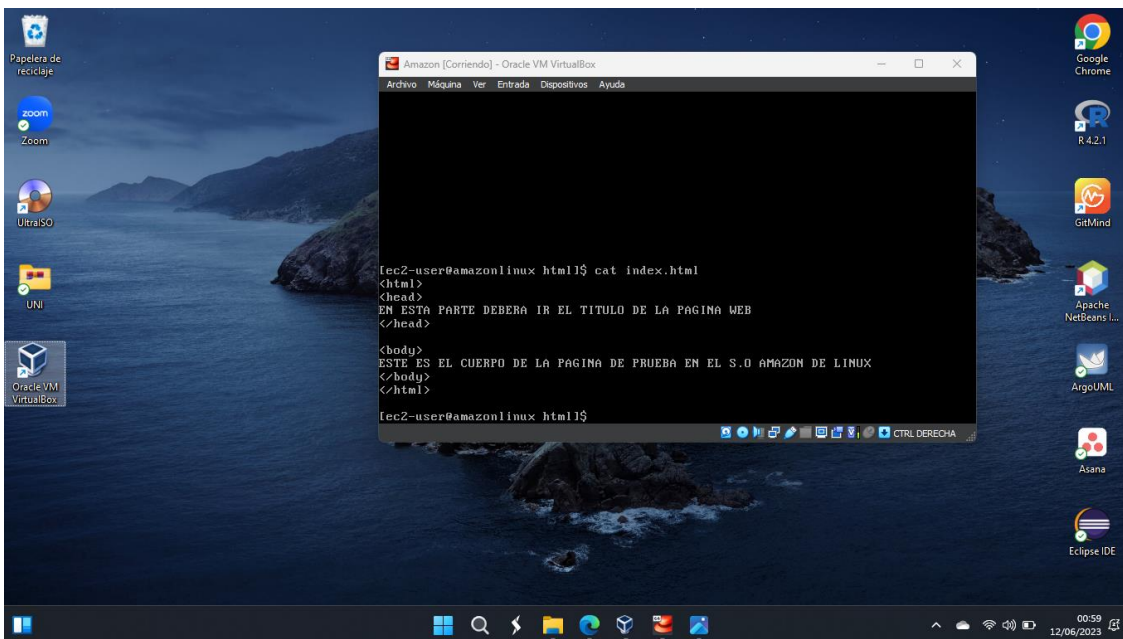 Papelera de
reciclaje
zoom
Zoom
UltraISO
UNI
Oracle VM
VirtualBox
Amazon [Corriendo] - Oracle VM VirtualBox
Archivo Máquina Ver Entrada Dispositivos Ayuda
[ec2-user@amazonlinux html]$ cat index.html
<html>
<head>
EN ESTA PARTE DEBERA IR EL TITULO DE LA PAGINA WEB
</head>
<body>
ESTE ES EL CUERPO DE LA PAGINA DE PRUEBA EN EL S.O AMAZON DE LINUX
</body>
</html>
[ec2-user@amazonlinux html]$
CTRL DERECHA
Google
Chrome
R 4.2.1
GitMind
Apache
NetBeans I...
ArgoUML
Asana
Eclipse IDE
00:59
12/06/2023